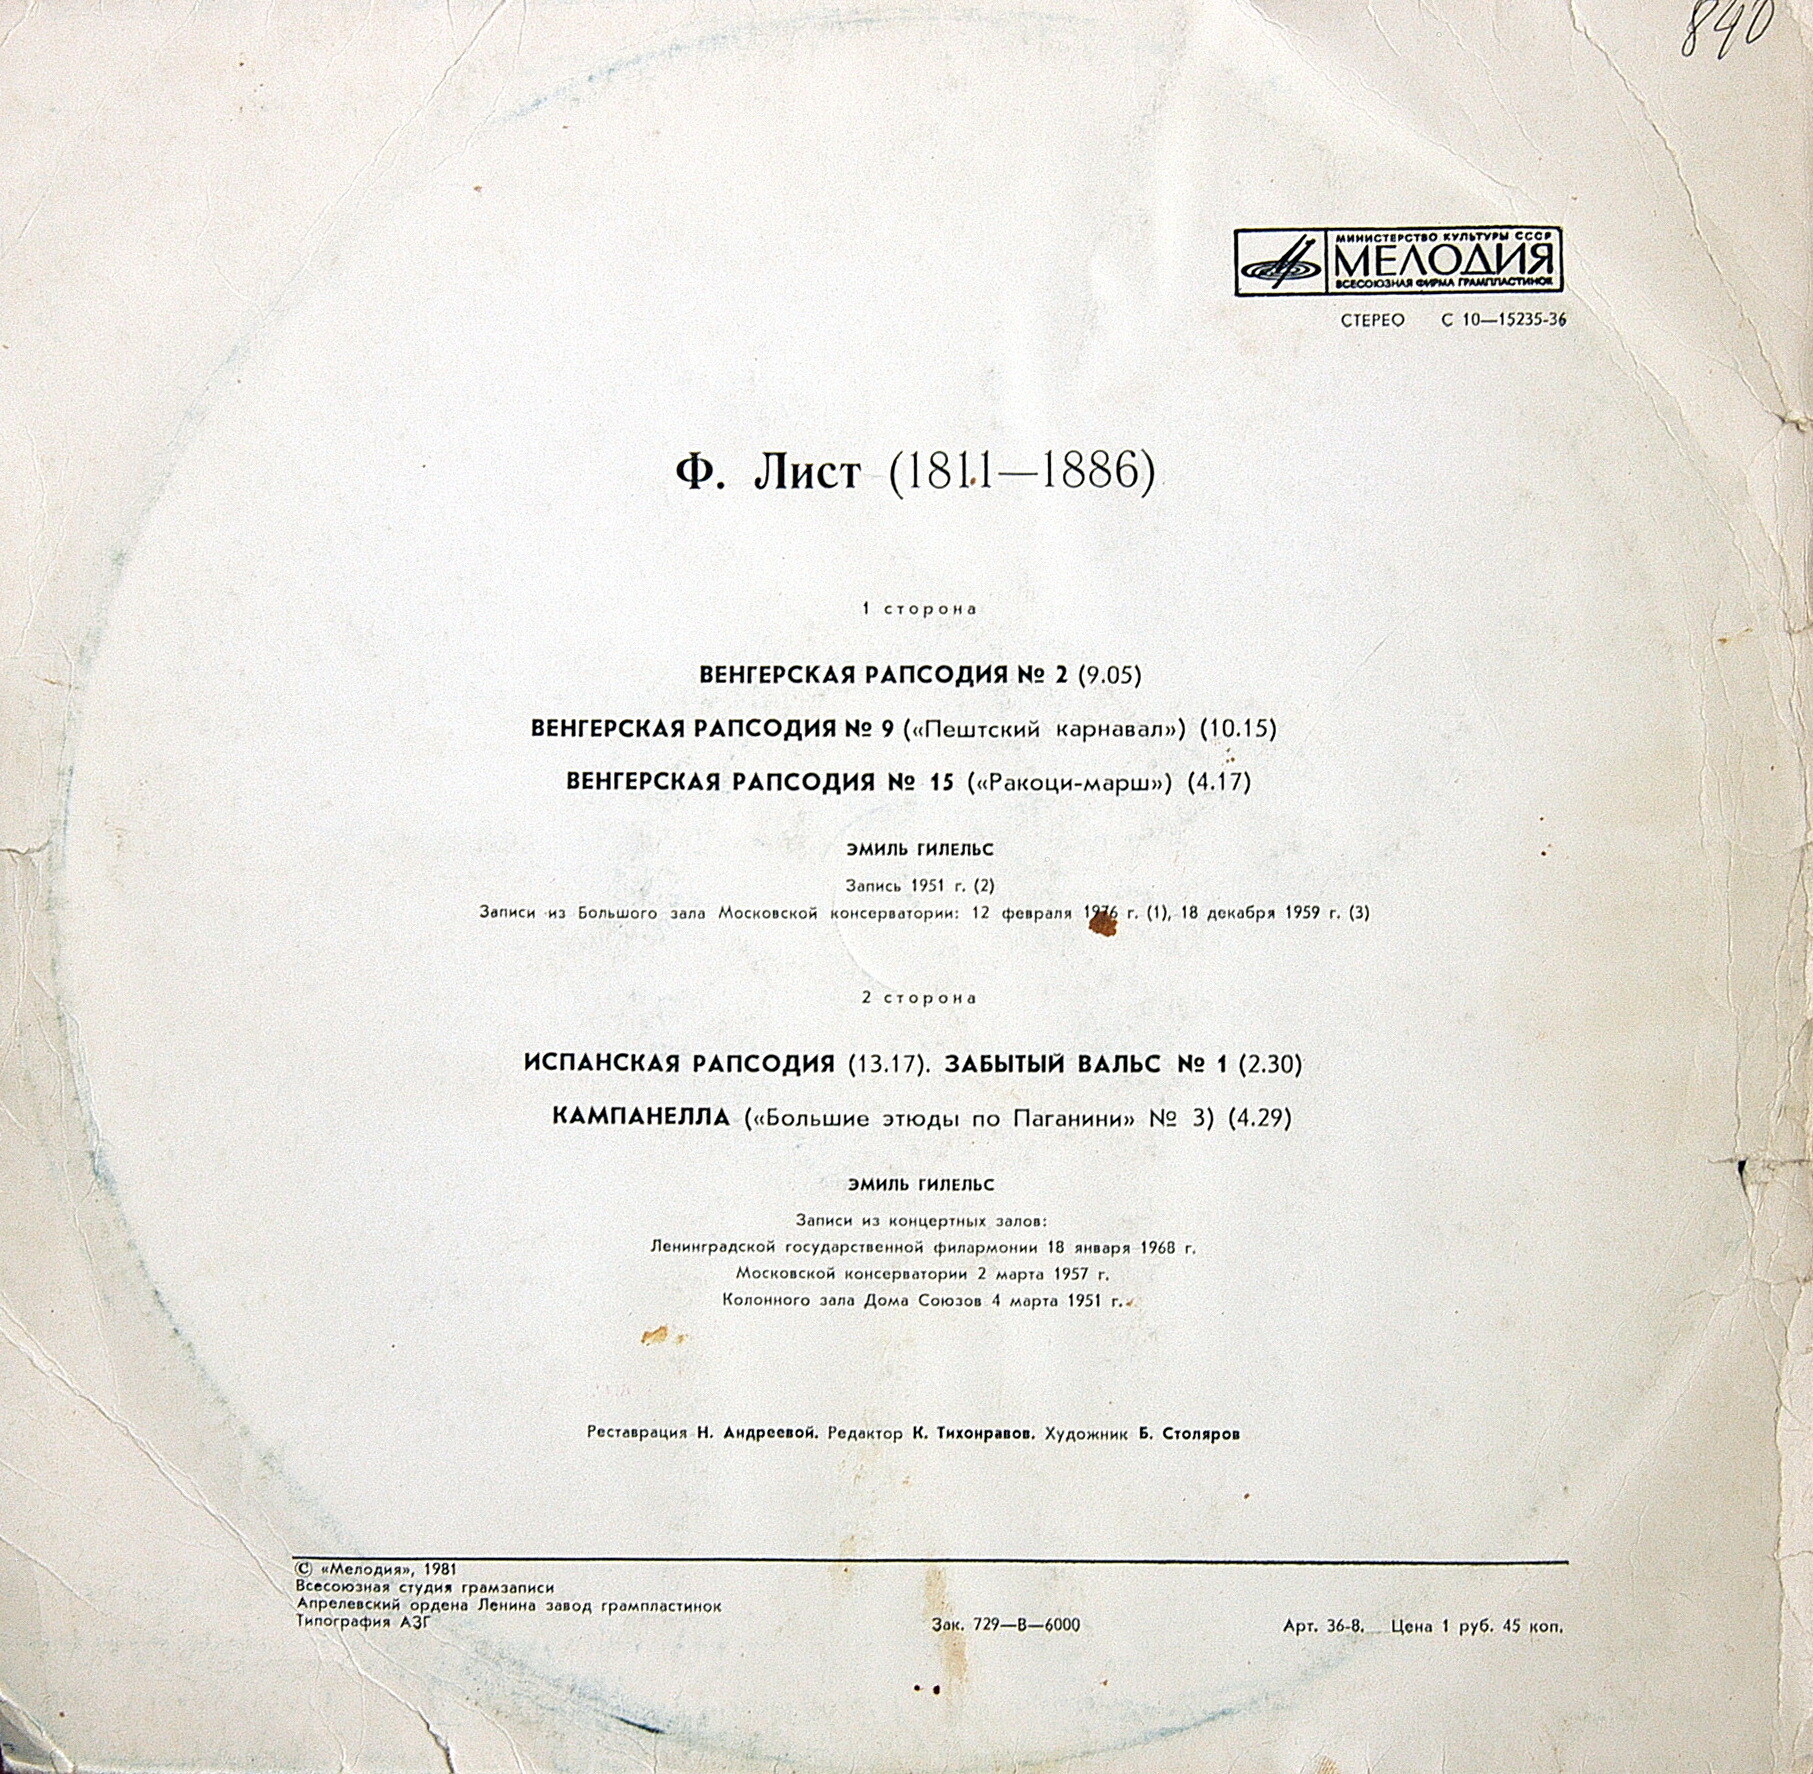 840
МИНИСТЕРСТВО КУЛЬТУРЫ СССР
МЕЛОДИЯ
ВСЕСОЮЗНАЯ ФИРМА ГРАМПЛАСТИНОК
СТЕРЕО С 10—15235-36
Ф. Лист (1811—1886)
1 сторона
ВЕНГЕРСКАЯ РАПСОДИЯ № 2 (9.05)
ВЕНГЕРСКАЯ РАПСОДИЯ № 9 («Пештский карнавал») (10.15)
ВЕНГЕРСКАЯ РАПСОДИЯ № 15 («Ракоци-марш») (4.17)
ЭМИЛЬ ГИЛЕЛЬС
Запись 1951 г. (2)
Записи из Большого зала Московской консерватории: 12 февраля 1976 г. (1), 18 декабря 1959 г. (3)
2 сторона
ИСПАНСКАЯ РАПСОДИЯ (13.17). ЗАБЫТЫЙ ВАЛЬС № 1 (2.30)
КАМПАНЕЛЛА («Большие этюды по Паганини» № 3) (4.29)
ЭМИЛЬ ГИЛЕЛЬС
Записи из концертных залов:
Ленинградской государственной филармонии 18 января 1968 г.
Московской консерватории 2 марта 1957 г.
Колонного зала Дома Союзов 4 марта 1951 г.
Реставрация Н. Андреевой. Редактор К. Тихонравов. Художник Б. Столяров
© «Мелодия», 1981
Всесоюзная студия грамзаписи
Апрелевский ордена Ленина завод грампластинок
Типография АЗГ Зак. 729—В—6000 Арт. 36-8. Цена 1 руб. 45 коп.